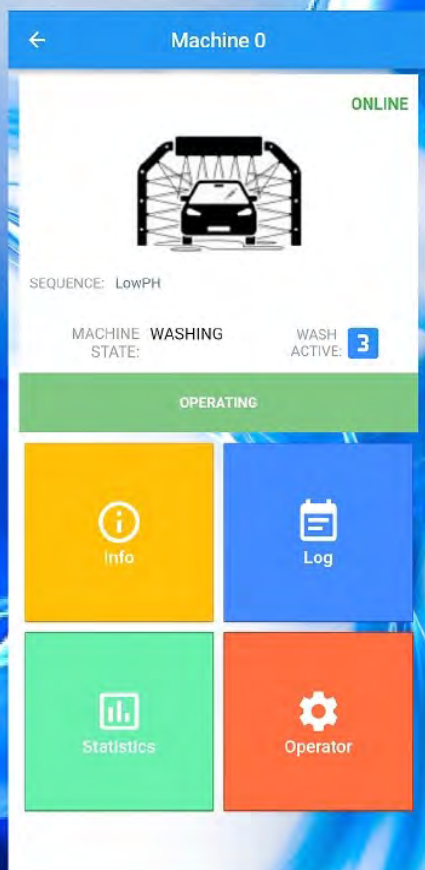 Machine 0
ONLINE
SEQUENCE: LowPH
MACHINE STATE: WASHING
WASH ACTIVE: 3
OPERATING
Info
Log
Statistics
Operator